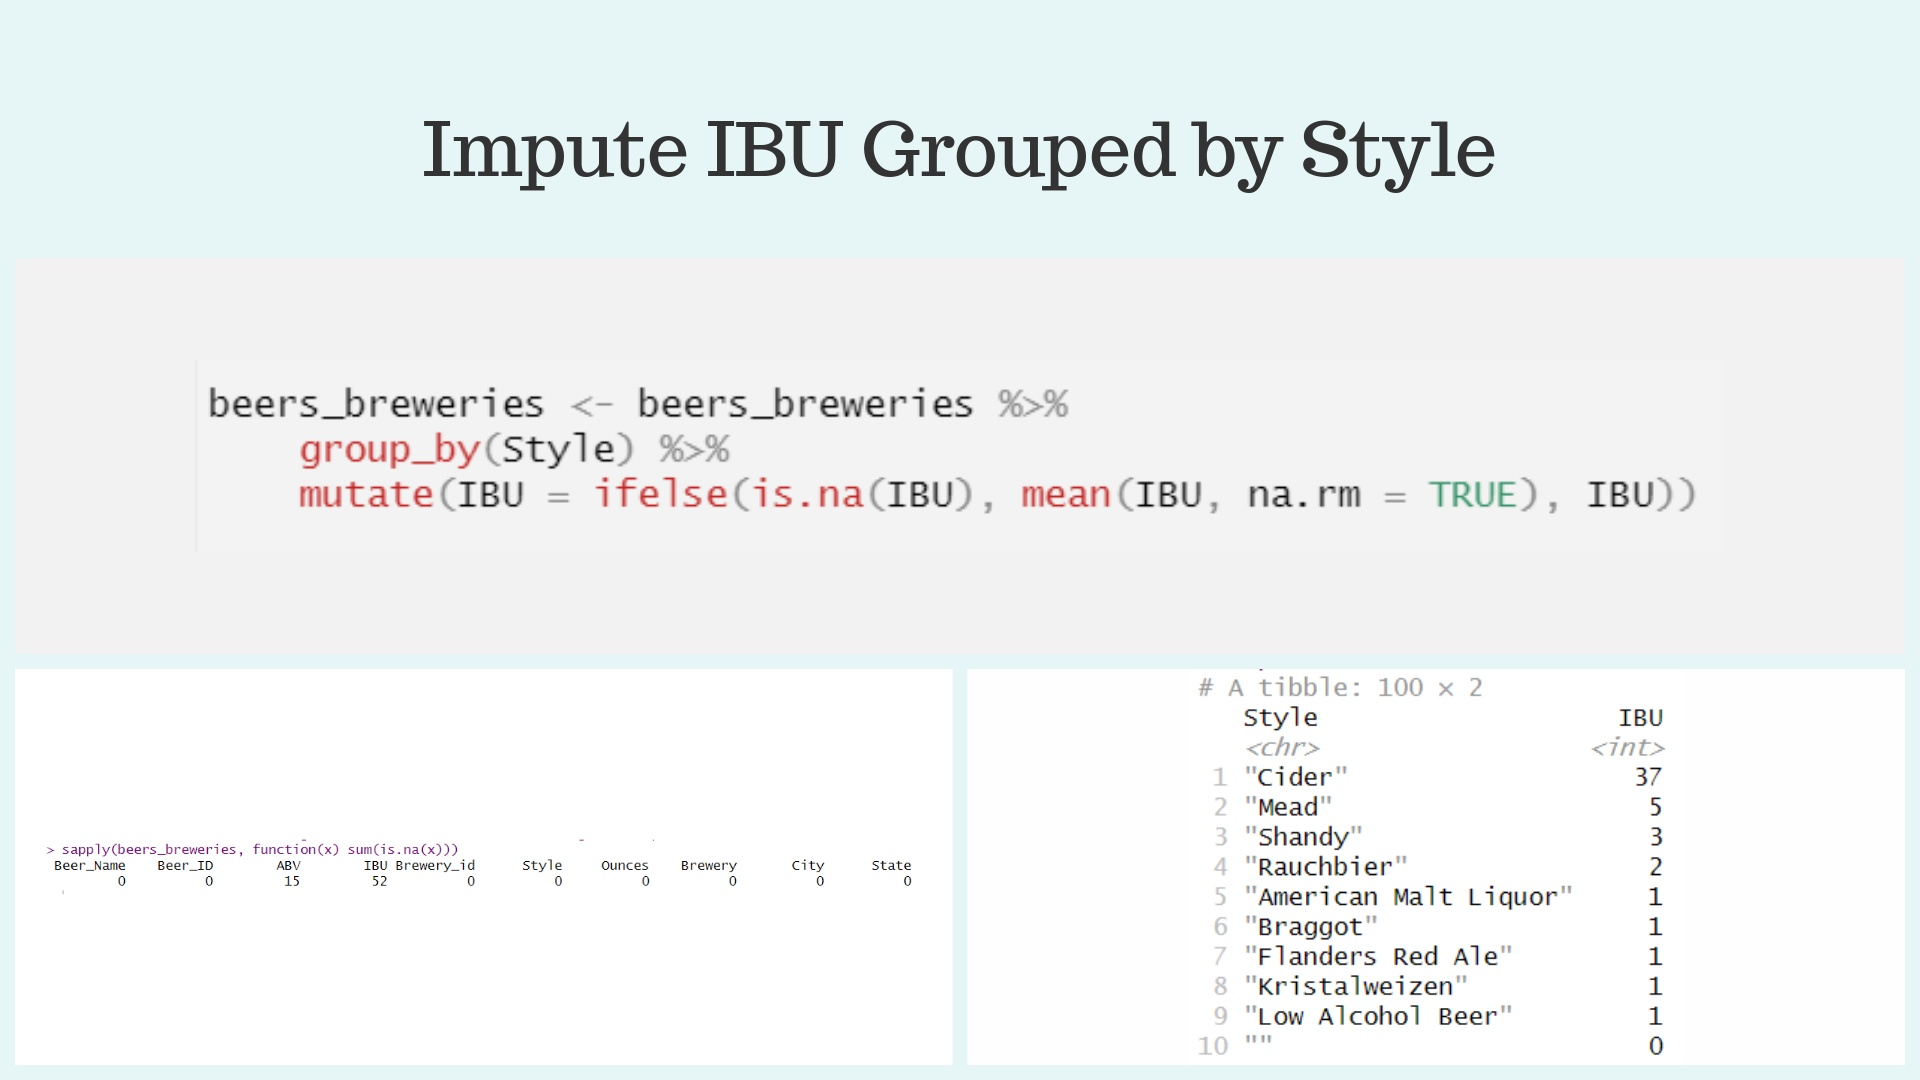 Impute IBU Grouped by Style
beers_breweries <- beers_breweries %>%
group_by(Style) %>%
mutate(IBU = ifelse(is.na(IBU), mean(IBU, na.rm = TRUE), IBU))
> sapply(beers_breweries, function(x) sum(is.na(x)))
Beer_Name Beer_ID ABV IBU Brewery_id Style Ounces Brewery City State
0 0 15 52 0 0 0 0 0 0
# A tibble: 100 × 2
Style IBU
<chr> <int>
1 "Cider" 37
2 "Mead" 5
3 "Shandy" 3
4 "Rauchbier" 2
5 "American Malt Liquor" 1
6 "Braggot" 1
7 "Flanders Red Ale" 1
8 "Kristalweizen" 1
9 "Low Alcohol Beer" 1
10 "" 0